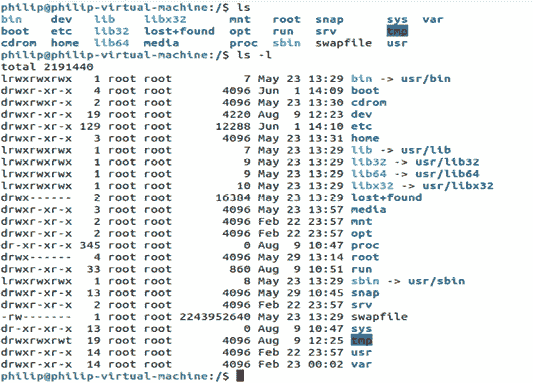 philip@philip-virtual-machine:/$ ls
bin dev lib libx32 mnt root snap sys var
boot etc lib32 lost+found opt run srv tmp
cdrom home lib64 media proc sbin swapfile usr
philip@philip-virtual-machine:/$ ls -l
total 2191440
lrwxrwxrwx 1 root root 7 May 23 13:29 bin -> usr/bin
drwxr-xr-x 4 root root 4096 Jun 1 14:09 boot
drwxrwxr-x 2 root root 4096 May 23 13:30 cdrom
drwxr-xr-x 19 root root 4220 Aug 9 12:23 dev
drwxr-xr-x 129 root root 12288 Jun 1 14:10 etc
drwxr-xr-x 3 root root 4096 May 23 13:31 home
lrwxrwxrwx 1 root root 7 May 23 13:29 lib -> usr/lib
lrwxrwxrwx 1 root root 9 May 23 13:29 lib32 -> usr/lib32
lrwxrwxrwx 1 root root 9 May 23 13:29 lib64 -> usr/lib64
lrwxrwxrwx 1 root root 10 May 23 13:29 libx32 -> usr/libx32
drwx------ 2 root root 16384 May 23 13:29 lost+found
drwxr-xr-x 3 root root 4096 May 23 13:57 media
drwxr-xr-x 2 root root 4096 Feb 22 23:57 mnt
drwxr-xr-x 2 root root 4096 Feb 22 23:57 opt
dr-xr-xr-x 345 root root 0 Aug 9 10:47 proc
drwx------ 4 root root 4096 May 29 13:14 root
drwxr-xr-x 33 root root 860 Aug 9 10:51 run
lrwxrwxrwx 1 root root 8 May 23 13:29 sbin -> usr/sbin
drwxr-xr-x 13 root root 4096 May 29 10:45 snap
drwxr-xr-x 2 root root 4096 Feb 22 23:57 srv
-rw------- 1 root root 2243952640 May 23 13:29 swapfile
dr-xr-xr-x 13 root root 0 Aug 9 10:47 sys
drwxrwxrwt 19 root root 4096 Aug 9 12:25 tmp
drwxr-xr-x 14 root root 4096 Feb 22 23:57 usr
drwxr-xr-x 14 root root 4096 Feb 23 00:02 var
philip@philip-virtual-machine:/$